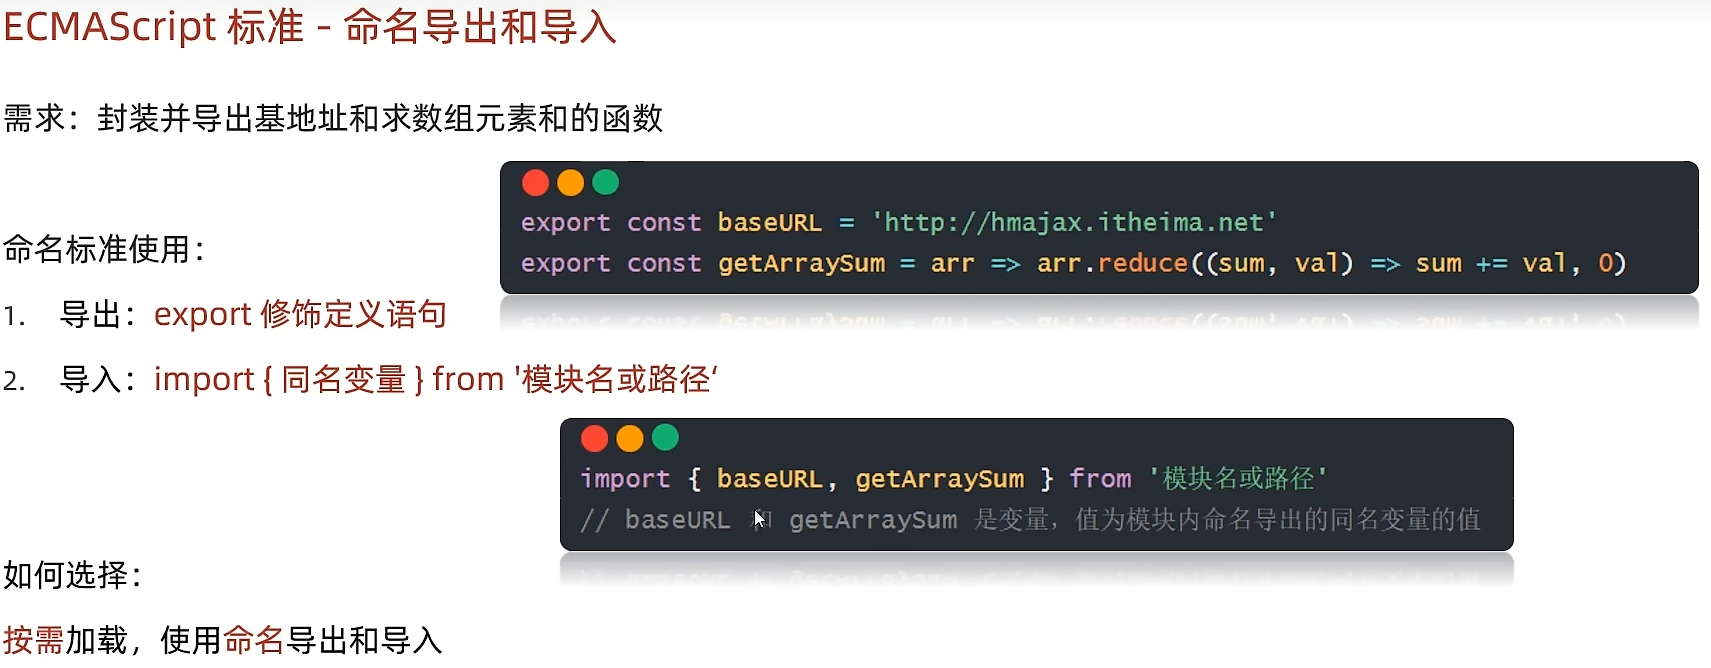 ECMAScript 标准 - 命名导出和导入
需求：封装并导出基地址和求数组元素和的函数
export const baseURL = 'http://hmajax.itheima.net'
export const getArraySum = arr => arr.reduce((sum, val) => sum += val, 0)
命名标准使用：
1. 导出：export 修饰定义语句
2. 导入：import { 同名变量 } from '模块名或路径‘
import { baseURL, getArraySum } from '模块名或路径'
// baseURL 和 getArraySum 是变量，值为模块内命名导出的同名变量的值
如何选择：
按需加载，使用命名导出和导入